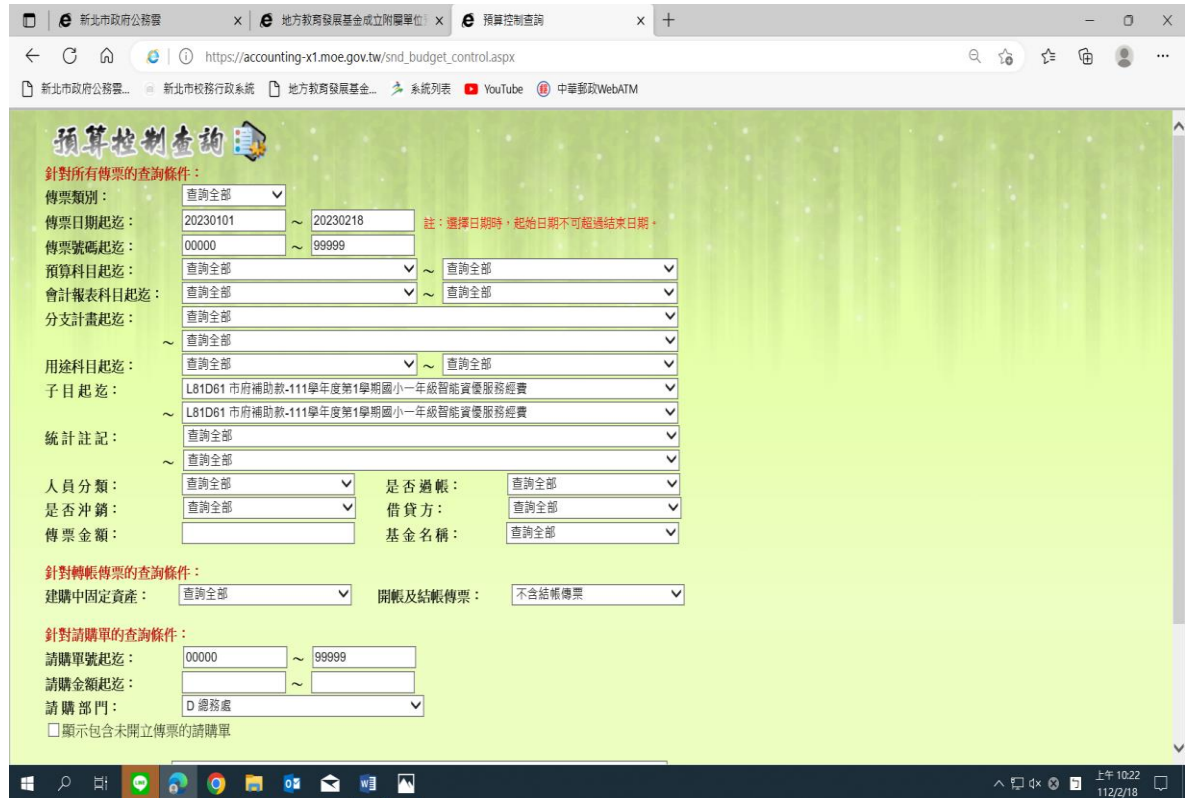 新北市政府公務雲
地方教育發展基金成立附屬單位
預算控制查詢
https://accounting-x1.moe.gov.tw/snd_budget_control.aspx
新北市政府公務雲... 新北市校務行政系統 地方教育發展基金... 系統列表 YouTube 中華郵政WebATM
預算控制查詢
針對所有傳票的查詢條件：
傳票類別： 查詢全部
傳票日期起迄： 20230101 ～ 20230218 註：選擇日期時，起始日期不可超過結束日期。
傳票號碼起迄： 00000 ～ 99999
預算科目起迄： 查詢全部 ～ 查詢全部
會計報表科目起迄： 查詢全部 ～ 查詢全部
分支計畫起迄： 查詢全部
～ 查詢全部
用途科目起迄： 查詢全部 ～ 查詢全部
子目起迄： L81D61 市府補助款-111學年度第1學期國小一年級智能資優服務經費
～ L81D61 市府補助款-111學年度第1學期國小一年級智能資優服務經費
統計註記： 查詢全部
～ 查詢全部
人員分類： 查詢全部 是否過帳： 查詢全部
是否沖銷： 查詢全部 借貸方： 查詢全部
傳票金額： 基金名稱： 查詢全部
針對轉帳傳票的查詢條件：
建購中固定資產： 查詢全部 開帳及結帳傳票： 不含結帳傳票
針對請購單的查詢條件：
請購單號起迄： 00000 ～ 99999
請購金額起迄： ～
請購部門： D 總務處
顯示包含未開立傳票的請購單
上午 10:22
112/2/18